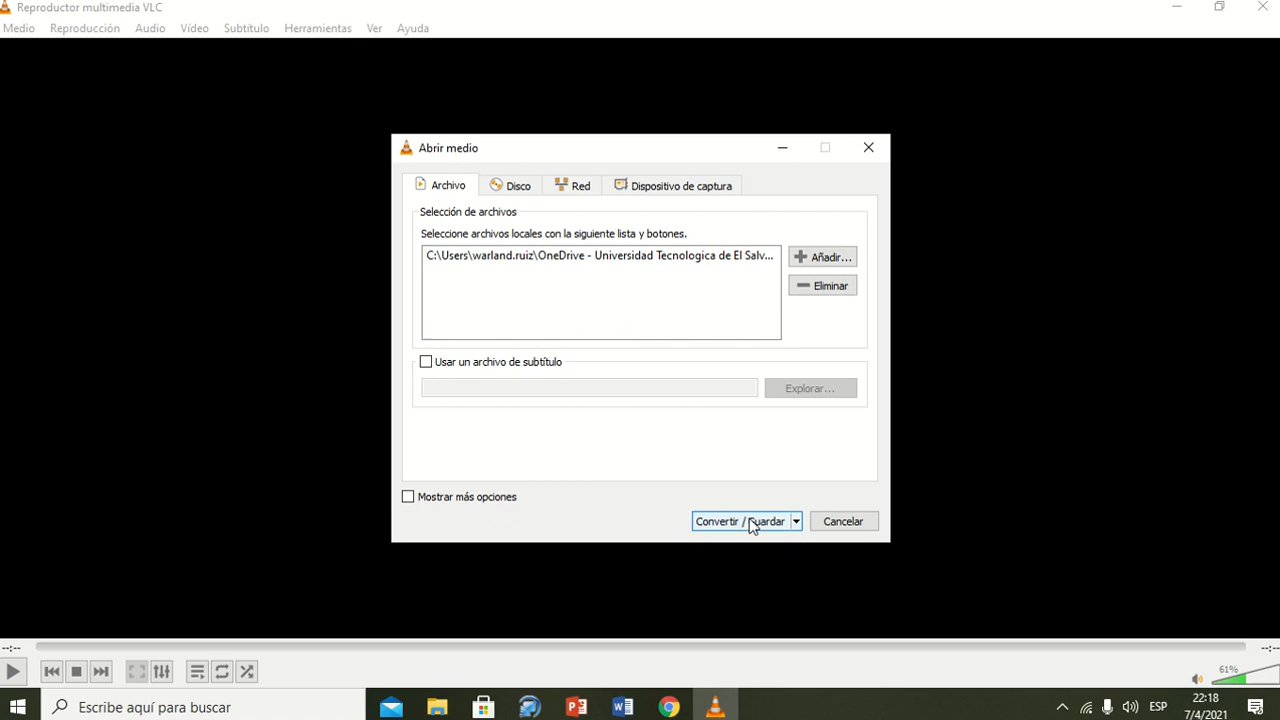 Reproductor multimedia VLC
Medio Reproducción Audio Vídeo Subtítulo Herramientas Ver Ayuda
Abrir medio
Archivo Disco Red Dispositivo de captura
Selección de archivos
Seleccione archivos locales con la siguiente lista y botones.
C:\Users\warland.ruiz\OneDrive - Universidad Tecnologica de El Salv... Añadir...
Eliminar
Usar un archivo de subtítulo
Explorar...
Mostrar más opciones
Convertir / Guardar Cancelar
--:-- --:--
61%
Escribe aquí para buscar ESP 22:18
7/4/2021